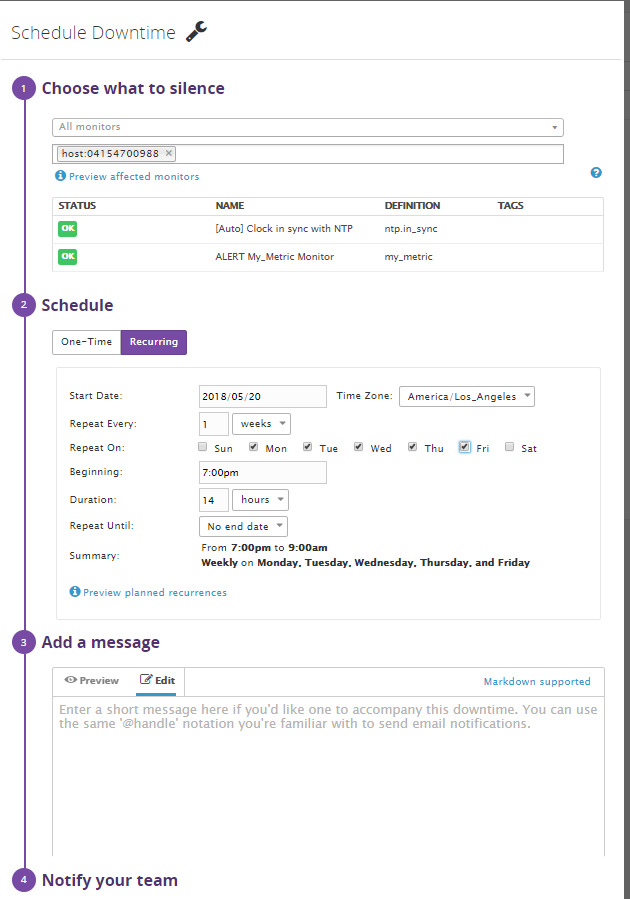 Schedule Downtime
1 Choose what to silence
All monitors
host:04154700988 ×
Preview affected monitors ?
STATUS NAME DEFINITION TAGS
OK [Auto] Clock in sync with NTP ntp.in_sync
OK ALERT My_Metric Monitor my_metric
2 Schedule
One-Time Recurring
Start Date: 2018/05/20 Time Zone: America/Los_Angeles
Repeat Every: 1 weeks
Repeat On: Sun Mon Tue Wed Thu Fri Sat
Beginning: 7:00pm
Duration: 14 hours
Repeat Until: No end date
Summary: From 7:00pm to 9:00am
Weekly on Monday, Tuesday, Wednesday, Thursday, and Friday
Preview planned recurrences
3 Add a message
Preview Edit Markdown supported
Enter a short message here if you'd like one to accompany this downtime. You can use
the same '@handle' notation you're familiar with to send email notifications.
4 Notify your team